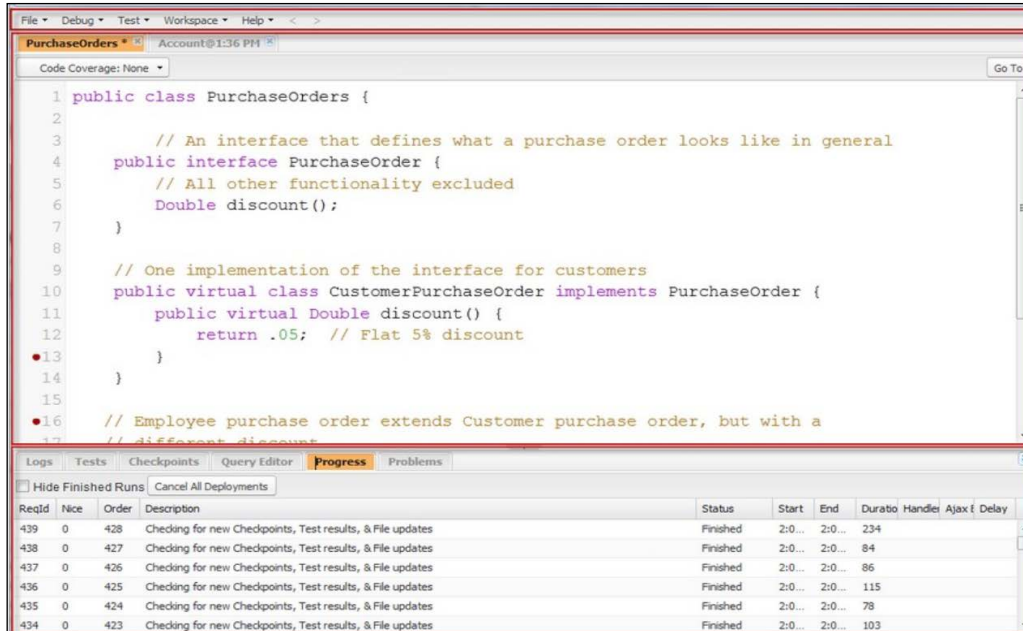 File Debug Test Workspace Help < >
PurchaseOrders * Account@1:36 PM
Code Coverage: None Go To
1 public class PurchaseOrders {
2
3 // An interface that defines what a purchase order looks like in general
4 public interface PurchaseOrder {
5 // All other functionality excluded
6 Double discount();
7 }
8
9 // One implementation of the interface for customers
10 public virtual class CustomerPurchaseOrder implements PurchaseOrder {
11 public virtual Double discount() {
12 return .05; // Flat 5% discount
13 }
14 }
15
16 // Employee purchase order extends Customer purchase order, but with a
17 // different discount
Logs Tests Checkpoints Query Editor Progress Problems
Hide Finished Runs Cancel All Deployments
ReqId Nice Order Description Status Start End Duratio Handler Ajax Delay
439 0 428 Checking for new Checkpoints, Test results, & File updates Finished 2:0... 2:0... 234
438 0 427 Checking for new Checkpoints, Test results, & File updates Finished 2:0... 2:0... 84
437 0 426 Checking for new Checkpoints, Test results, & File updates Finished 2:0... 2:0... 86
436 0 425 Checking for new Checkpoints, Test results, & File updates Finished 2:0... 2:0... 115
435 0 424 Checking for new Checkpoints, Test results, & File updates Finished 2:0... 2:0... 78
434 0 423 Checking for new Checkpoints, Test results, & File updates Finished 2:0... 2:0... 103